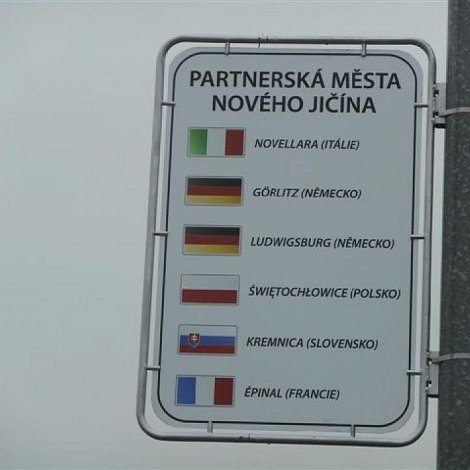 PARTNERSKÁ MĚSTA
NOVÉHO JIČÍNA
NOVELLARA (ITÁLIE)
GÖRLITZ (NĚMECKO)
LUDWIGSBURG (NĚMECKO)
ŚWIĘTOCHŁOWICE (POLSKO)
KREMNICA (SLOVENSKO)
ÉPINAL (FRANCIE)